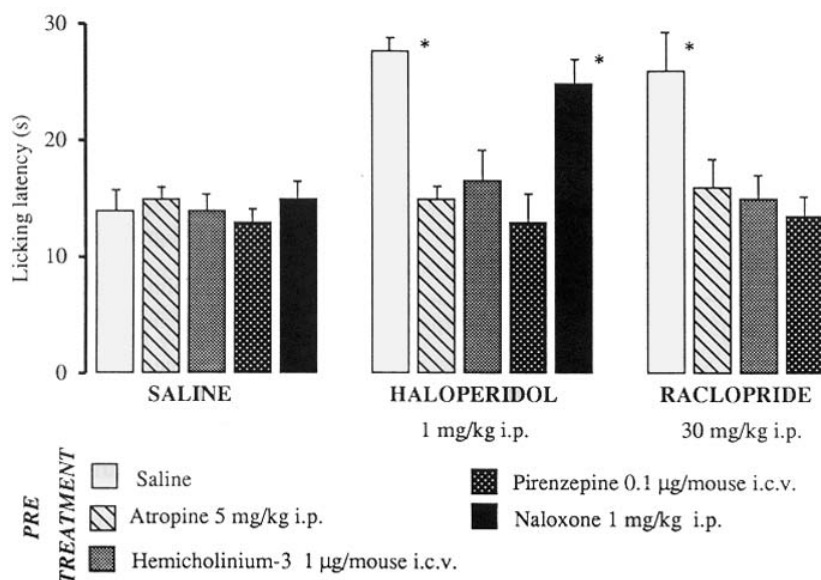 30
20
10
0
Licking latency (s)
*
*
*
SALINE
HALOPERIDOL
RACLOPRIDE
1 mg/kg i.p.
30 mg/kg i.p.
PRE
TREATMENT
Saline
Atropine 5 mg/kg i.p.
Hemicholinium-3 1 µg/mouse i.c.v.
Pirenzepine 0.1 µg/mouse i.c.v.
Naloxone 1 mg/kg i.p.